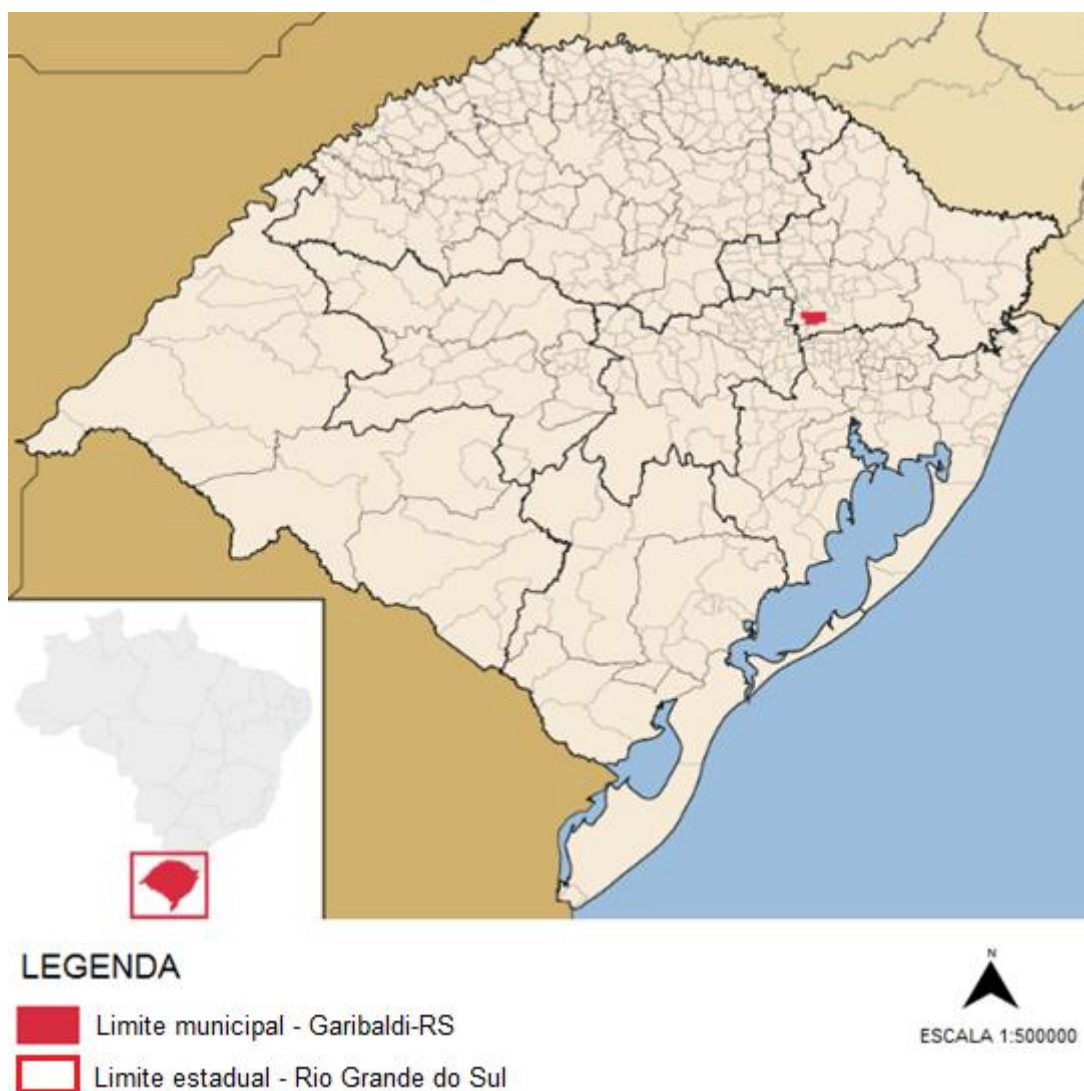 LEGENDA
Limite municipal - Garibaldi-RS
Limite estadual - Rio Grande do Sul
N
ESCALA 1:500000